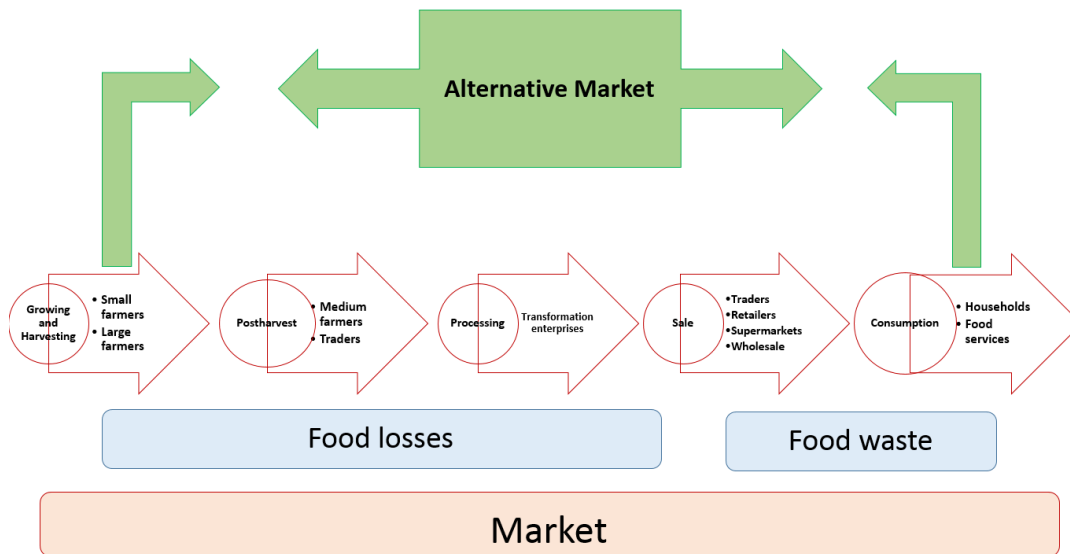 Alternative Market
Growing
and
Harvesting
• Small
farmers
• Large
farmers
Postharvest
• Medium
farmers
• Traders
Processing
Transformation
enterprises
Sale
•Traders
•Retailers
•Supermarkets
•Wholesale
Consumption
• Households
• Food
services
Food losses
Food waste
Market